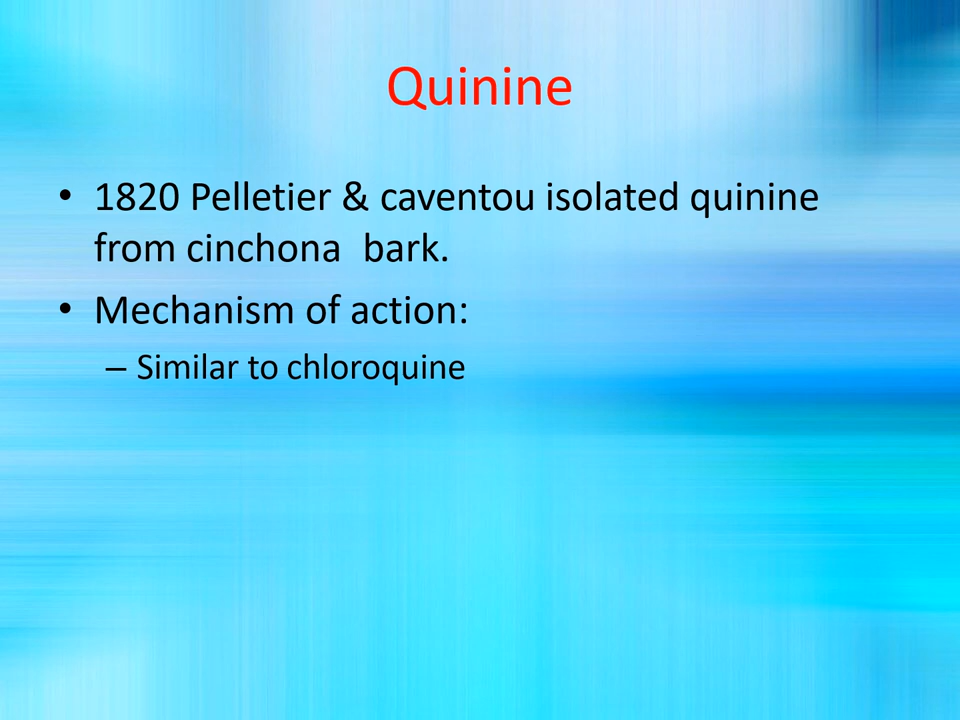 Quinine
• 1820 Pelletier & caventou isolated quinine
from cinchona  bark.
• Mechanism of action:
– Similar to chloroquine